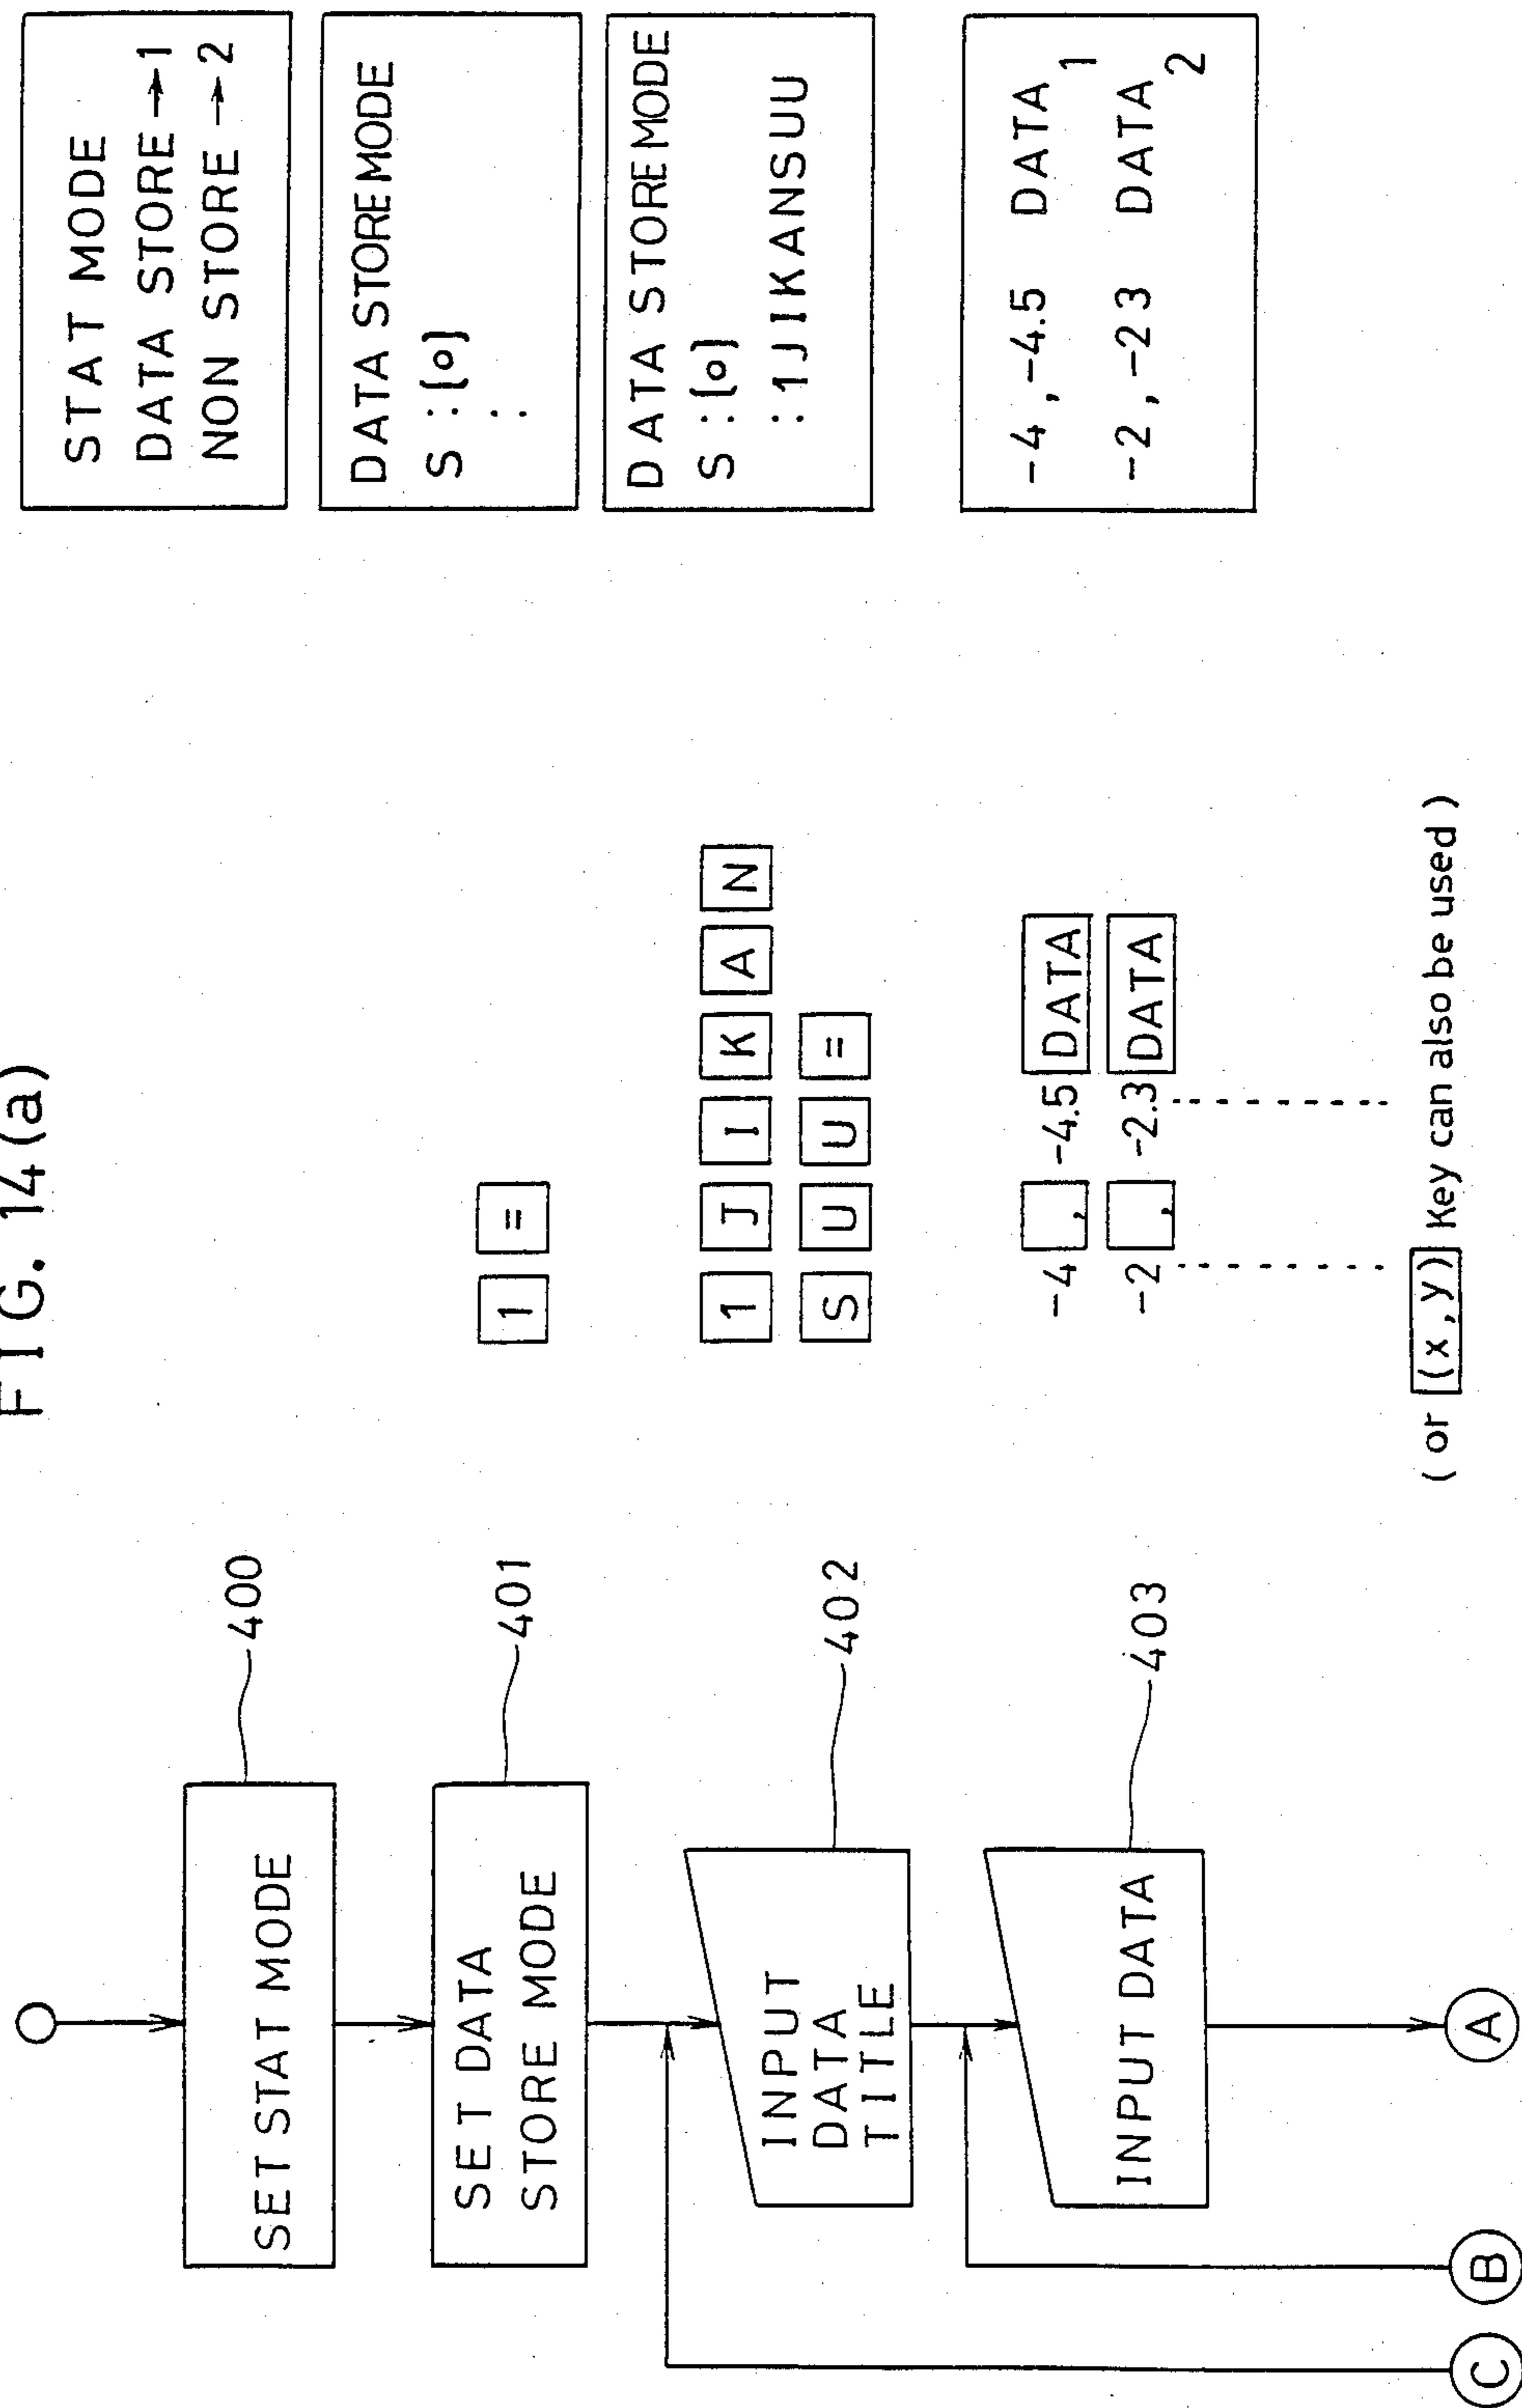 FIG. 14(a)
SET STAT MODE
400
SET DATA
STORE MODE
401
INPUT
DATA
TITLE
402
INPUT DATA
403
A
B
C
1 =
1 J I K A N
S U U =
-4 , -4.5 DATA
-2 , -2.3 DATA
( or (x,y) Key can also be used )
STAT MODE
DATA STORE→1
NON STORE→2
DATA STORE MODE
S :[o]
:
DATA STORE MODE
S :[o]
:1JIKANSUU
-4,-4.5 DATA
1
-2,-23 DATA
2